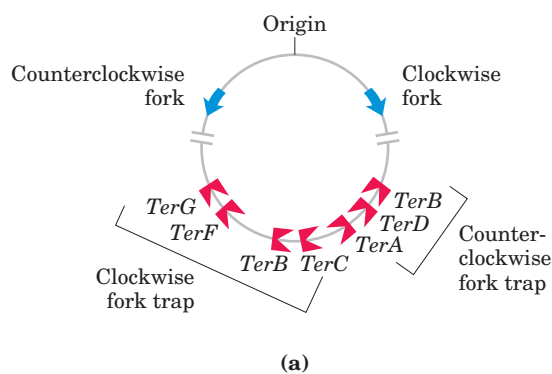 Origin
Counterclockwise
fork
Clockwise
fork
TerG
TerF
TerB
TerC
TerA
TerD
TerB
Clockwise
fork trap
Counter-
clockwise
fork trap
(a)